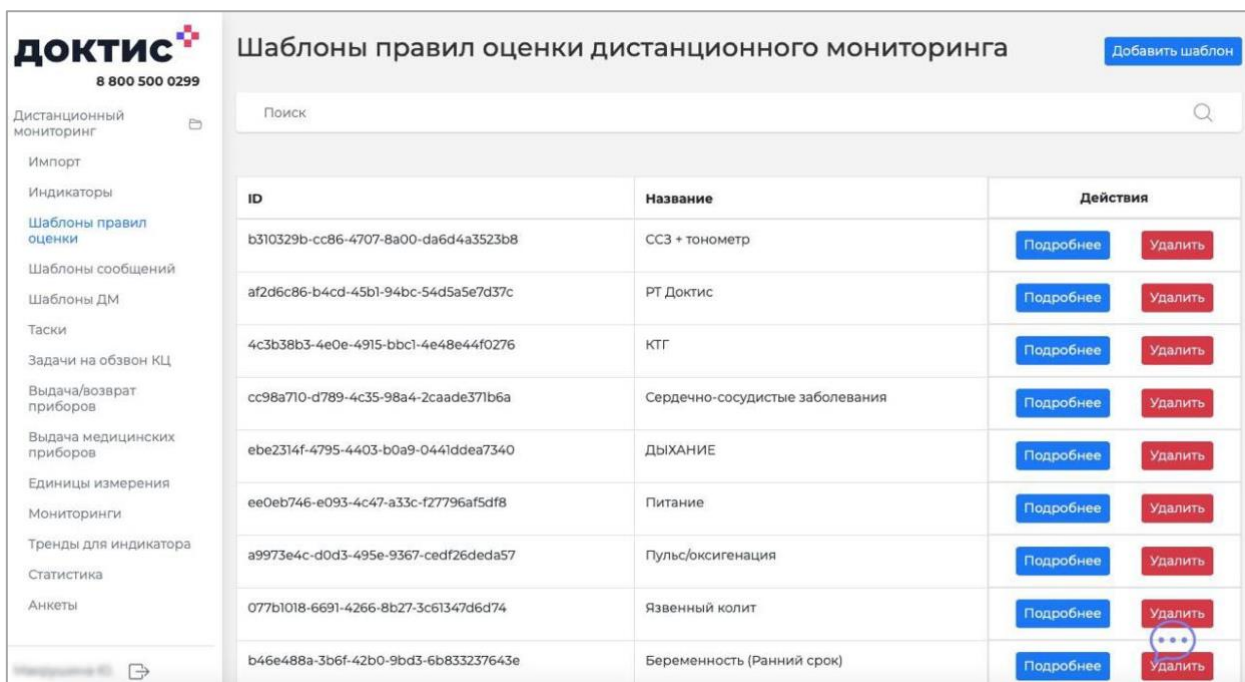 ДОКТИС
8 800 500 0299
Дистанционный
мониторинг
Импорт
Индикаторы
Шаблоны правил
оценки
Шаблоны сообщений
Шаблоны ДМ
Таски
Задачи на обзвон КЦ
Выдача/возврат
приборов
Выдача медицинских
приборов
Единицы измерения
Мониторинги
Тренды для индикатора
Статистика
Анкеты
Шаблоны правил оценки дистанционного мониторинга
Добавить шаблон
Поиск
ID Название Действия
b310329b-cc86-4707-8a00-da6d4a3523b8 ССЗ + тонометр Подробнее Удалить
af2d6c86-b4cd-45b1-94bc-54d5a5e7d37c РТ Доктис Подробнее Удалить
4c3b38b3-4e0e-4915-bbc1-4e48e44f0276 КТГ Подробнее Удалить
cc98a710-d789-4c35-98a4-2caade371b6a Сердечно-сосудистые заболевания Подробнее Удалить
ebe2314f-4795-4403-b0a9-0441ddea7340 ДЫХАНИЕ Подробнее Удалить
ee0eb746-e093-4c47-a33c-f27796af5df8 Питание Подробнее Удалить
a9973e4c-d0d3-495e-9367-cedf26deda57 Пульс/оксигенация Подробнее Удалить
077b1018-6691-4266-8b27-3c61347d6d74 Язвенный колит Подробнее Удалить
b46e488a-3b6f-42b0-9bd3-6b833237643e Беременность (Ранний срок) Подробнее Удалить